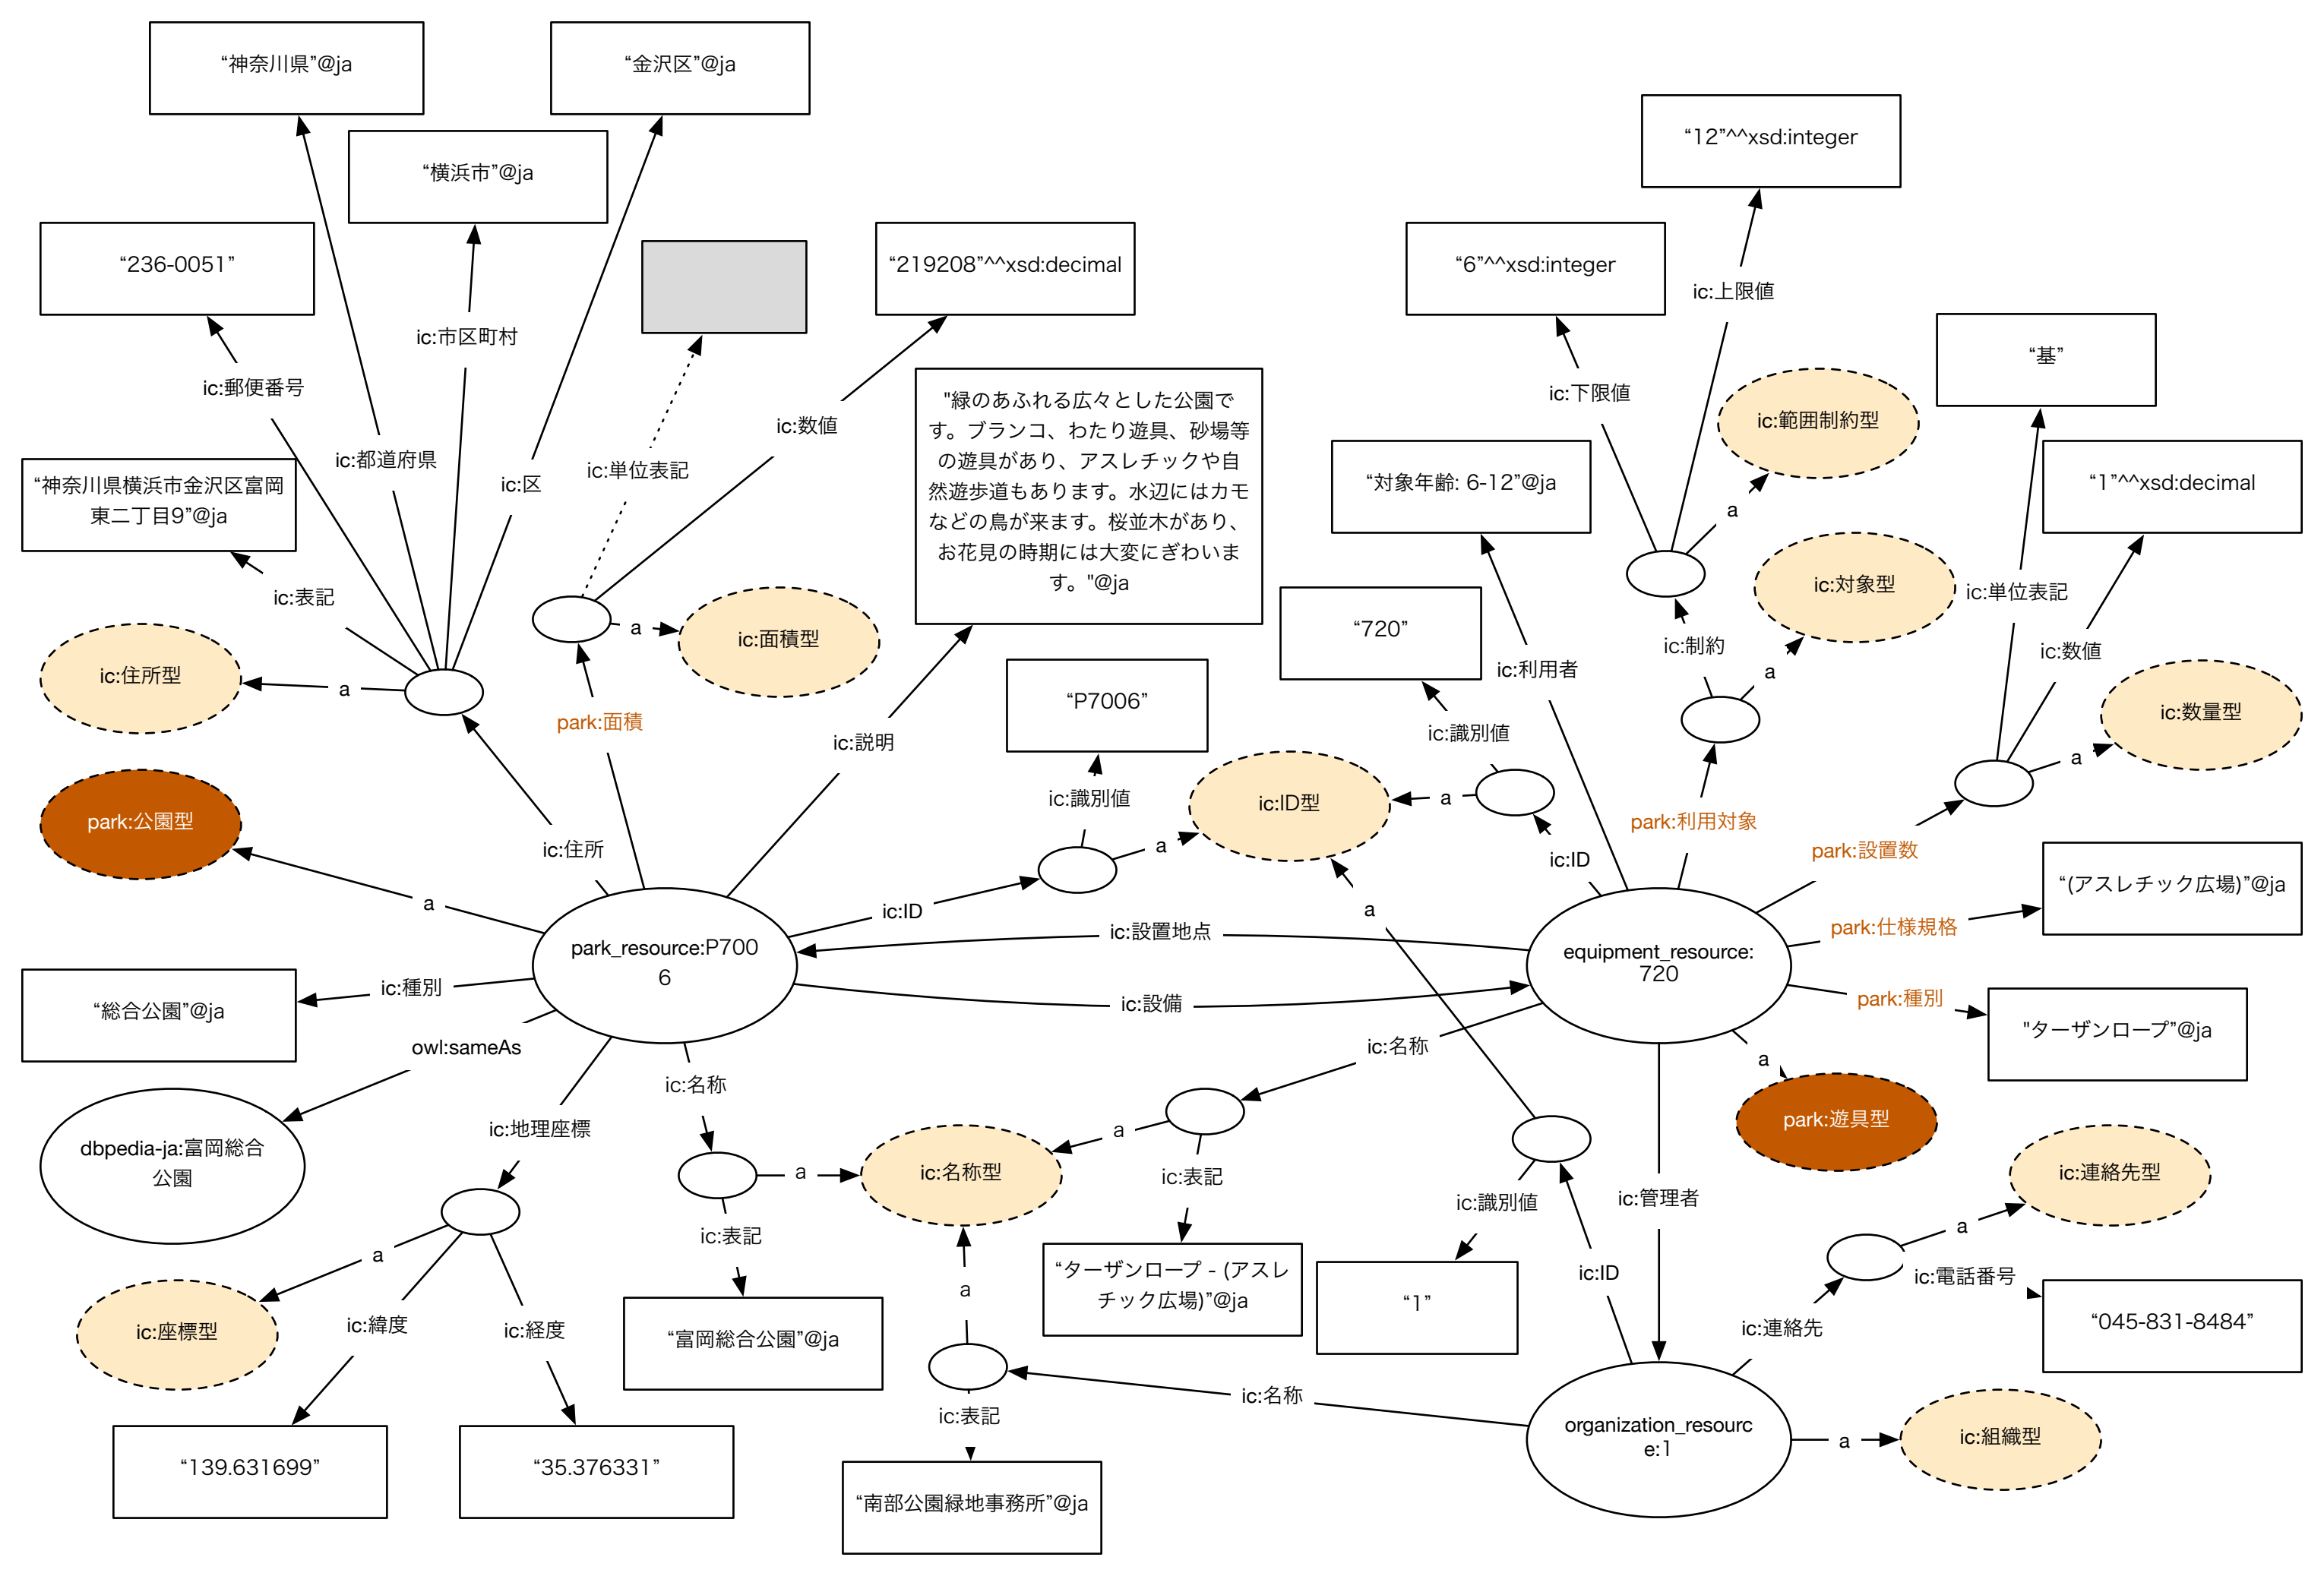 “神奈川県”@ja
“金沢区”@ja
“12”^^xsd:integer
“横浜市”@ja
“236-0051”
“219208”^^xsd:decimal
“6”^^xsd:integer
ic:上限値
ic:市区町村
“基”
ic:郵便番号
ic:下限値
"緑のあふれる広々とした公園で
す。ブランコ、わたり遊具、砂場等
の遊具があり、アスレチックや自
然遊歩道もあります。水辺にはカモ
などの鳥が来ます。桜並木があり、
お花見の時期には大変にぎわいま
す。"@ja
ic:数値
ic:範囲制約型
ic:都道府県
ic:区
ic:単位表記
“対象年齢: 6-12”@ja
“1”^^xsd:decimal
“神奈川県横浜市金沢区富岡
東二丁目9”@ja
a
ic:表記
ic:対象型
ic:単位表記
a
ic:面積型
“720”
ic:制約
ic:数値
ic:住所型
a
ic:利用者
a
“P7006”
ic:数量型
park:面積
ic:説明
ic:識別値
a
ic:識別値
ic:ID型
a
park:公園型
park:利用対象
ic:住所
a
ic:ID
park:設置数
“(アスレチック広場)”@ja
a
ic:ID
a
ic:設置地点
park:仕様規格
park_resource:P700
6
equipment_resource:
720
ic:種別
“総合公園”@ja
ic:設備
park:種別
"ターザンロープ”@ja
owl:sameAs
ic:名称
a
ic:名称
park:遊具型
ic:地理座標
a
dbpedia-ja:富岡総合
公園
a
ic:名称型
ic:表記
ic:識別値
ic:管理者
ic:連絡先型
ic:表記
a
a
“ターザンロープ - (アスレ
チック広場)”@ja
ic:ID
ic:電話番号
a
“1”
“045-831-8484”
ic:座標型
ic:緯度
ic:経度
“富岡総合公園”@ja
ic:連絡先
ic:名称
ic:表記
organization_resourc
e:1
a
ic:組織型
“139.631699”
“35.376331”
“南部公園緑地事務所”@ja